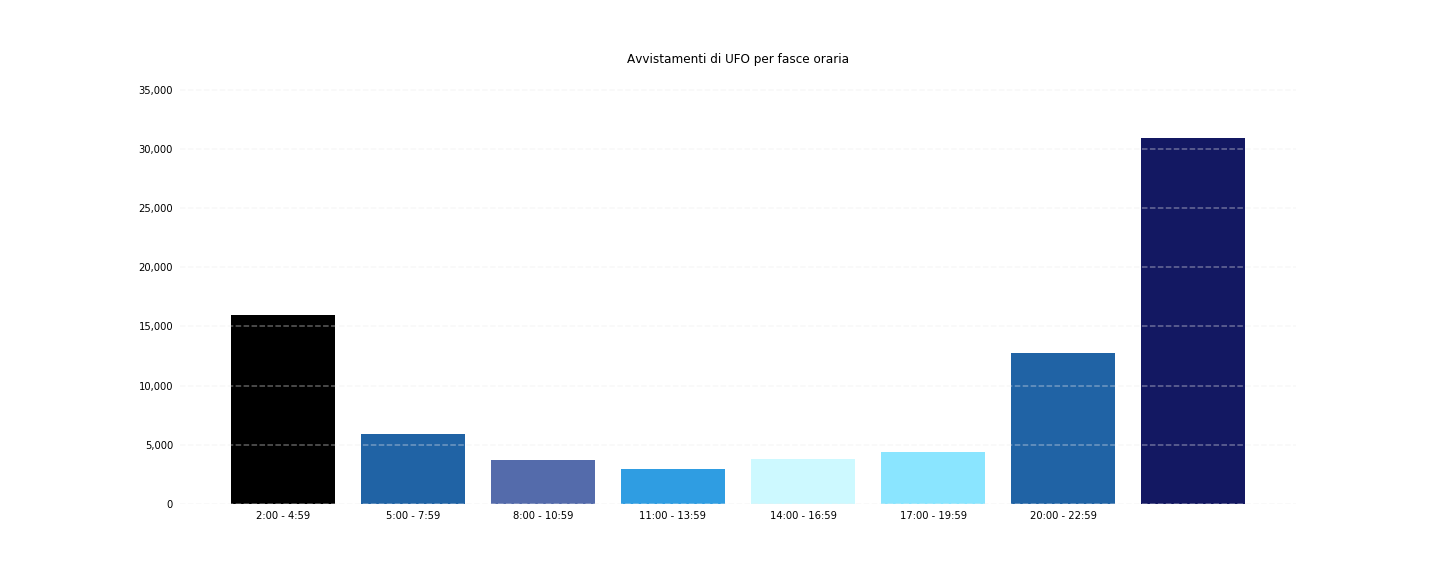 Avvistamenti di UFO per fasce oraria
35,000
30,000
25,000
20,000
15,000
10,000
5,000
0
2:00 - 4:59
5:00 - 7:59
8:00 - 10:59
11:00 - 13:59
14:00 - 16:59
17:00 - 19:59
20:00 - 22:59